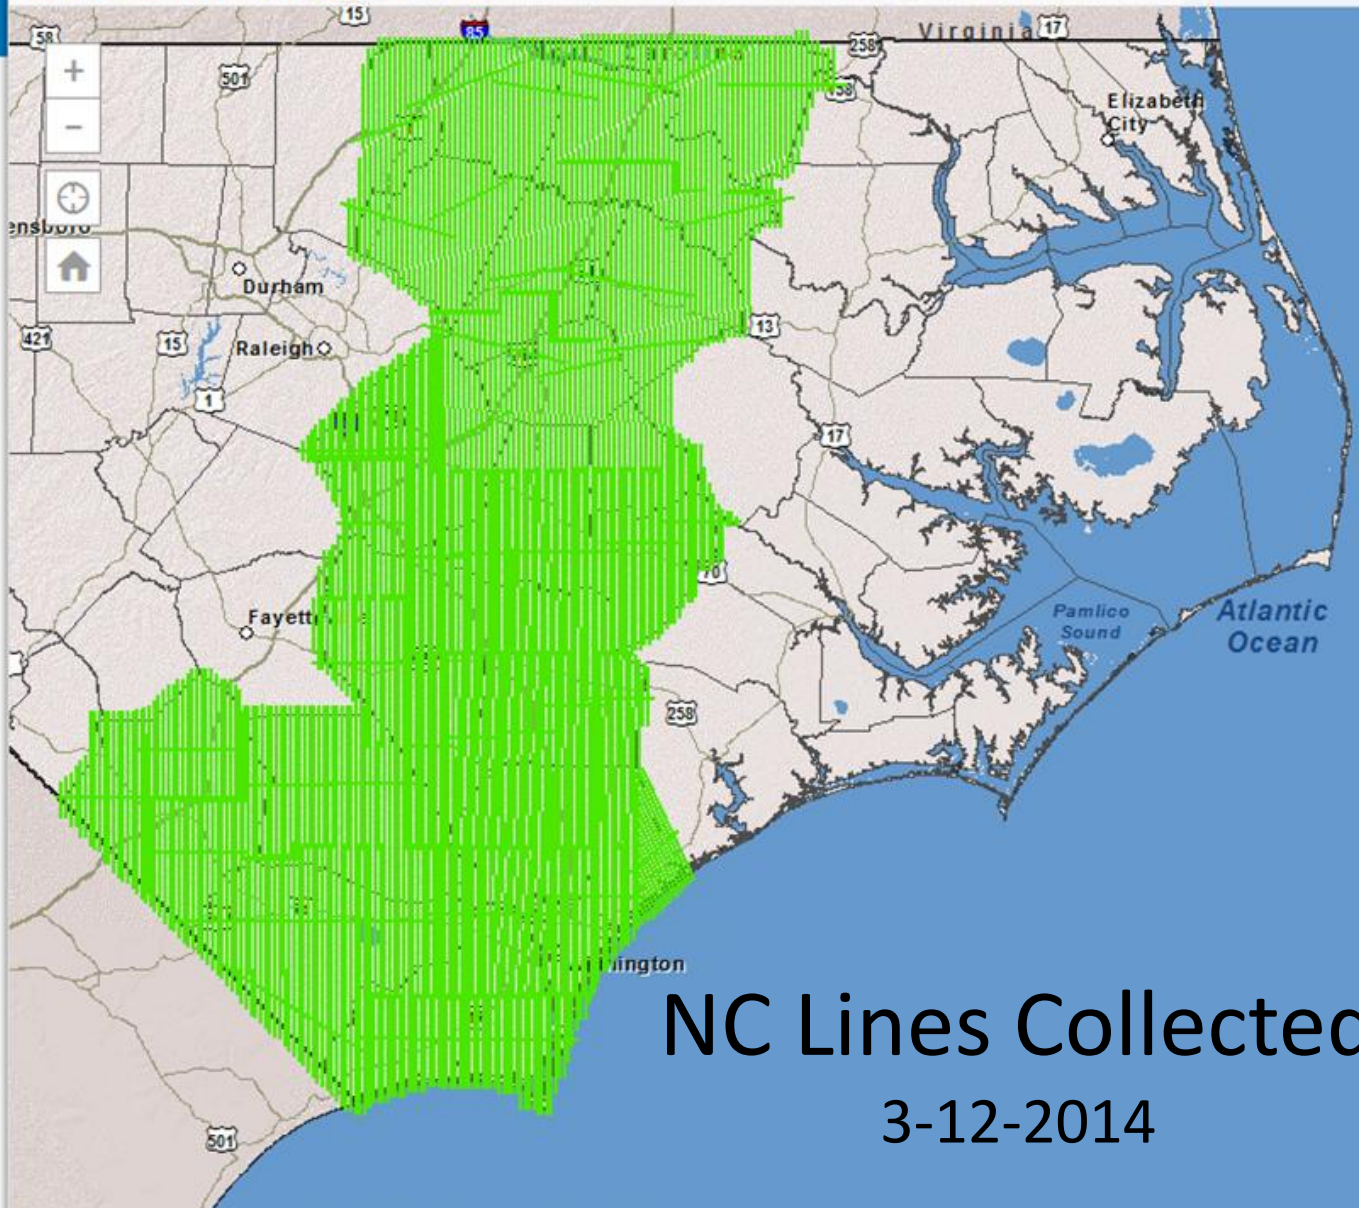 15
58
85
Virginia
17
258
501
158
Elizabeth
City
+
−
ensboro
Durham
13
421
15
Raleigh
1
17
70
Fayett
Pamlico
Sound
Atlantic
Ocean
258
ington
NC Lines Collected
3-12-2014
501